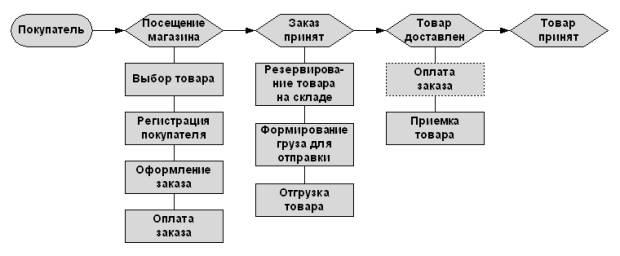 Покупатель
Посещение
магазина
Заказ
принят
Товар
доставлен
Товар
принят
Выбор товара
Регистрация
покупателя
Оформление
заказа
Оплата
заказа
Резервирова-
ние товара
на складе
Формирование
груза для
отправки
Отгрузка
товара
Оплата
заказа
Приемка
товара